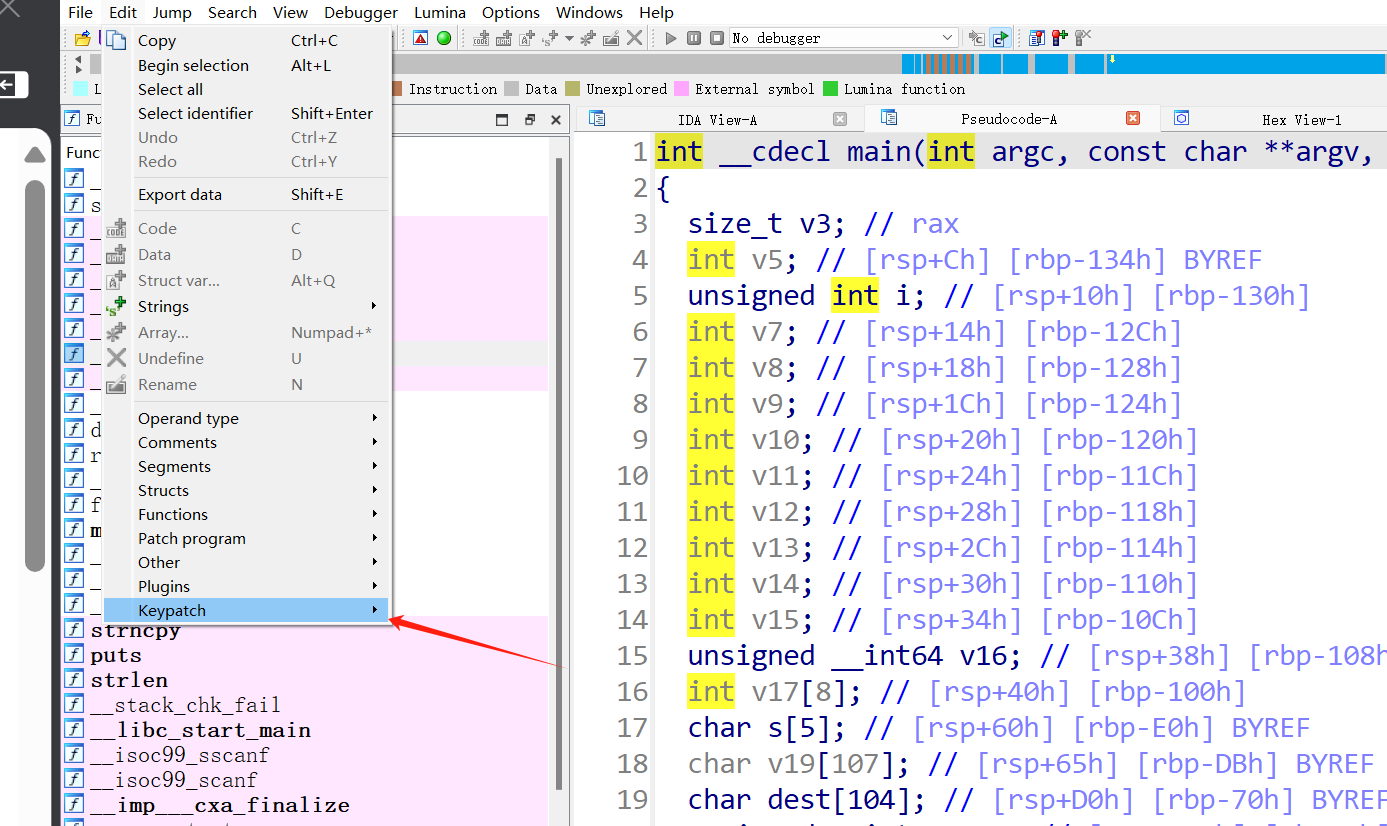 File Edit Jump Search View Debugger Lumina Options Windows Help
No debugger
Instruction Data Unexplored External symbol Lumina function
IDA View-A Pseudocode-A Hex View-1
Copy Ctrl+C
Begin selection Alt+L
Select all
Select identifier Shift+Enter
Undo Ctrl+Z
Redo Ctrl+Y
Export data Shift+E
Code C
Data D
Struct var... Alt+Q
Strings
Array... Numpad+*
Undefine U
Rename N
Operand type
Comments
Segments
Structs
Functions
Patch program
Other
Plugins
Keypatch
strncpy
puts
strlen
__stack_chk_fail
__libc_start_main
__isoc99_sscanf
__isoc99_scanf
__imp___cxa_finalize
1 int __cdecl main(int argc, const char **argv,
2 {
3 size_t v3; // rax
4 int v5; // [rsp+Ch] [rbp-134h] BYREF
5 unsigned int i; // [rsp+10h] [rbp-130h]
6 int v7; // [rsp+14h] [rbp-12Ch]
7 int v8; // [rsp+18h] [rbp-128h]
8 int v9; // [rsp+1Ch] [rbp-124h]
9 int v10; // [rsp+20h] [rbp-120h]
10 int v11; // [rsp+24h] [rbp-11Ch]
11 int v12; // [rsp+28h] [rbp-118h]
12 int v13; // [rsp+2Ch] [rbp-114h]
13 int v14; // [rsp+30h] [rbp-110h]
14 int v15; // [rsp+34h] [rbp-10Ch]
15 unsigned __int64 v16; // [rsp+38h] [rbp-108h
16 int v17[8]; // [rsp+40h] [rbp-100h]
17 char s[5]; // [rsp+60h] [rbp-E0h] BYREF
18 char v19[107]; // [rsp+65h] [rbp-DBh] BYREF
19 char dest[104]; // [rsp+D0h] [rbp-70h] BYREF